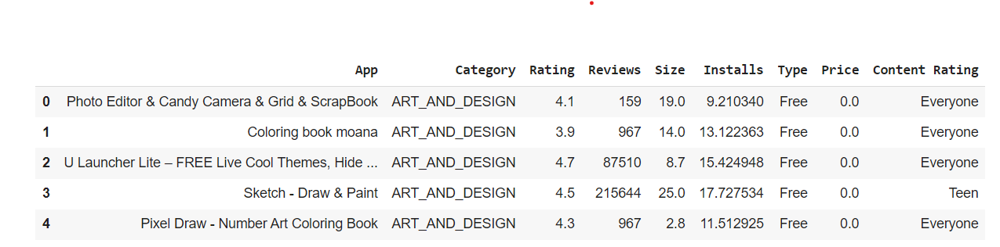 App Category Rating Reviews Size Installs Type Price Content Rating
0 Photo Editor & Candy Camera & Grid & ScrapBook ART_AND_DESIGN 4.1 159 19.0 9.210340 Free 0.0 Everyone
1 Coloring book moana ART_AND_DESIGN 3.9 967 14.0 13.122363 Free 0.0 Everyone
2 U Launcher Lite – FREE Live Cool Themes, Hide ... ART_AND_DESIGN 4.7 87510 8.7 15.424948 Free 0.0 Everyone
3 Sketch - Draw & Paint ART_AND_DESIGN 4.5 215644 25.0 17.727534 Free 0.0 Teen
4 Pixel Draw - Number Art Coloring Book ART_AND_DESIGN 4.3 967 2.8 11.512925 Free 0.0 Everyone